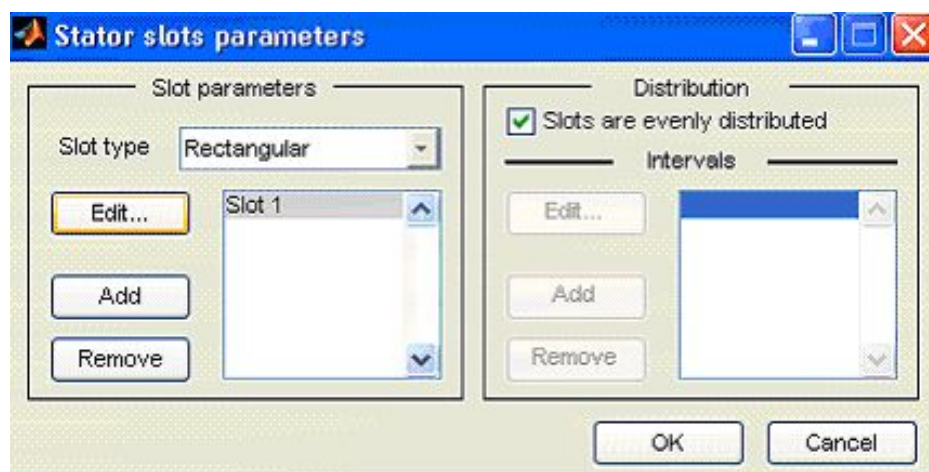 Stator slots parameters
Slot parameters
Slot type
Rectangular
Edit...
Slot 1
Add
Remove
Distribution
Slots are evenly distributed
Intervals
Edit...
Add
Remove
OK
Cancel